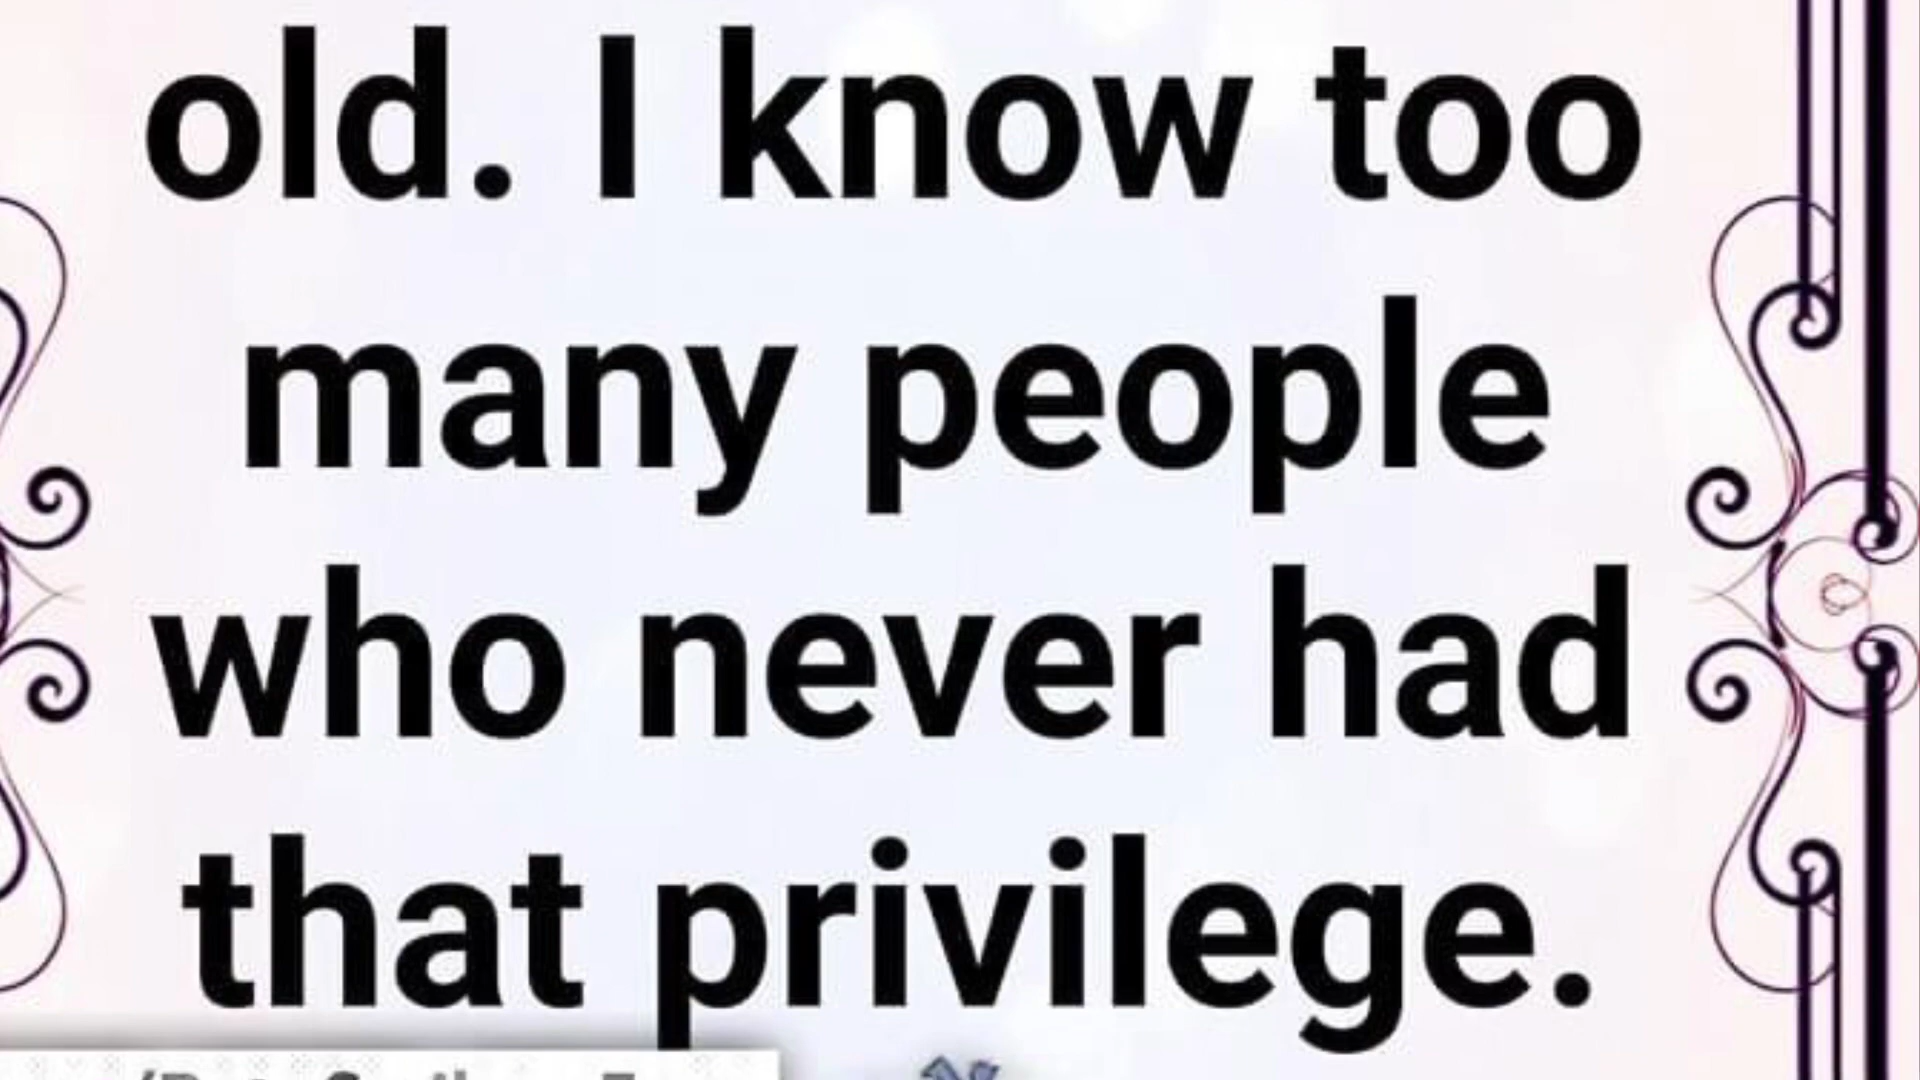 old. I know too
many people
who never had
that privilege.